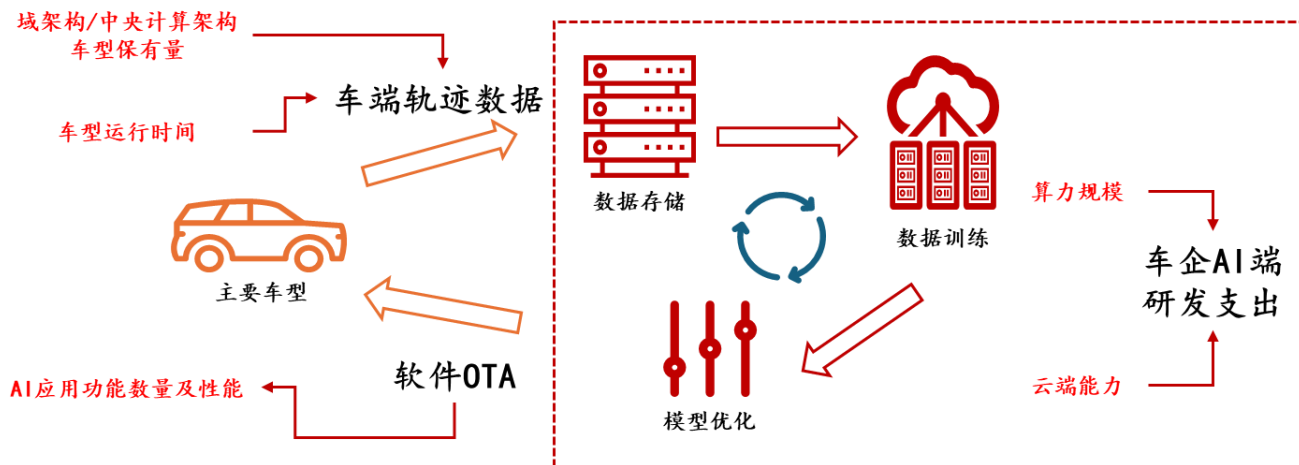 域架构/中央计算架构
车型保有量
车端轨迹数据
车型运行时间
主要车型
软件OTA
AI应用功能数量及性能
数据存储
数据训练
模型优化
算力规模
车企AI端
研发支出
云端能力